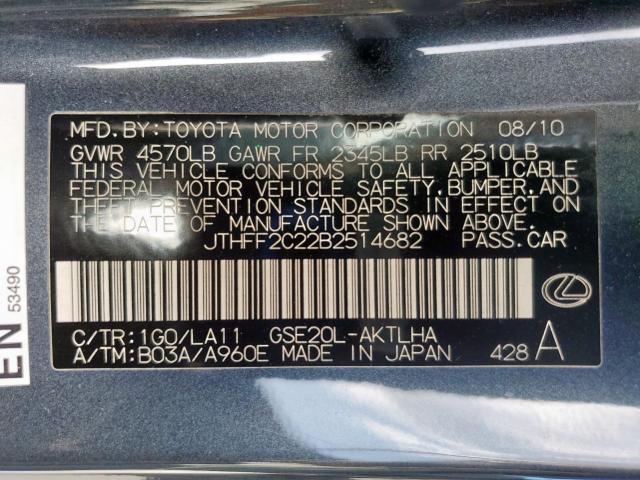 MFD.BY:TOYOTA MOTOR CORPORATION 08/10
GVWR 4570LB GAWR FR 2345LB RR 2510LB
THIS VEHICLE CONFORMS TO ALL APPLICABLE
FEDERAL MOTOR VEHICLE SAFETY,BUMPER,AND
THEFT PREVENTION STANDARDS IN EFFECT ON
THE DATE OF MANUFACTURE SHOWN ABOVE.
JTHFF2C22B2514682 PASS.CAR
C/TR:1G0/LA11 GSE20L-AKTLHA
A/TM:B03A/A960E MADE IN JAPAN 428 A
EN 53490